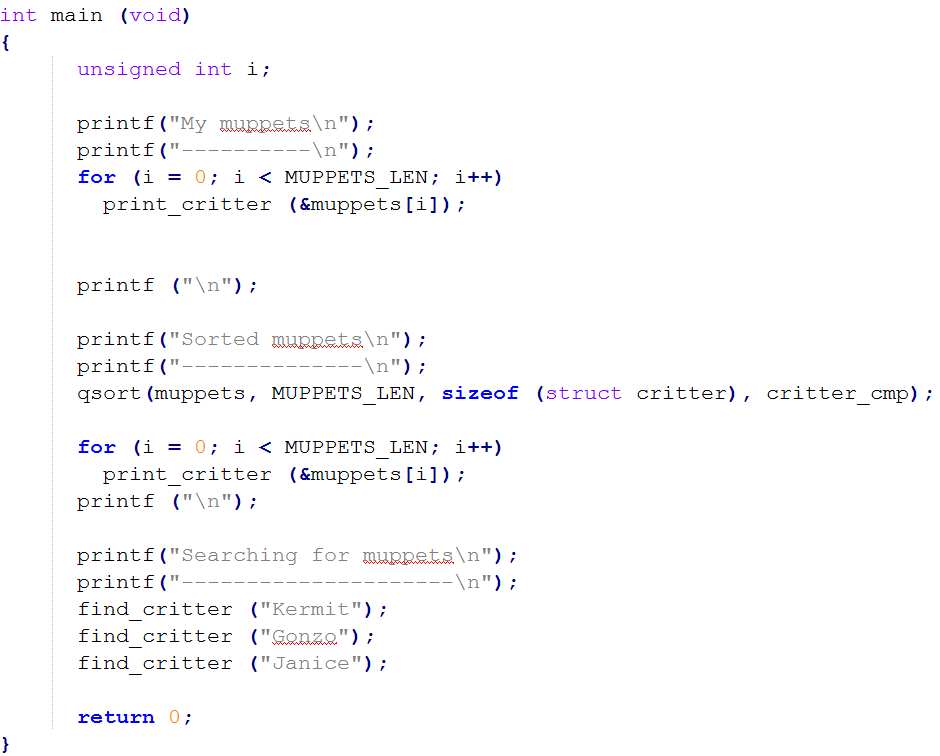 int main (void)
{
unsigned int i;
printf("My muppets\n");
printf("----------\n");
for (i = 0; i < MUPPETS_LEN; i++)
print_critter (&muppets[i]);
printf ("\n");
printf("Sorted muppets\n");
printf("--------------\n");
qsort(muppets, MUPPETS_LEN, sizeof (struct critter), critter_cmp);
for (i = 0; i < MUPPETS_LEN; i++)
print_critter (&muppets[i]);
printf ("\n");
printf("Searching for muppets\n");
printf("---------------------\n");
find_critter ("Kermit");
find_critter ("Gonzo");
find_critter ("Janice");
return 0;
}